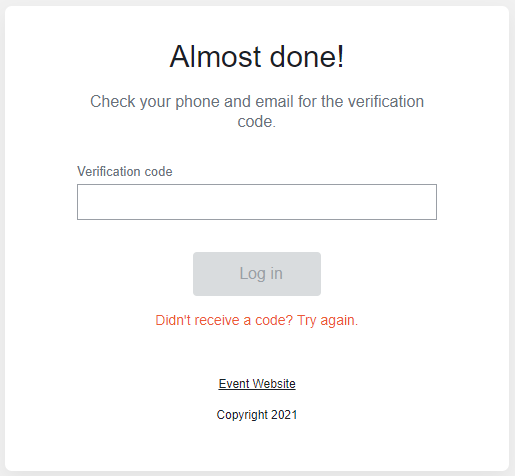 Almost done!
Check your phone and email for the verification
code.
Verification code
Log in
Didn't receive a code? Try again.
Event Website
Copyright 2021